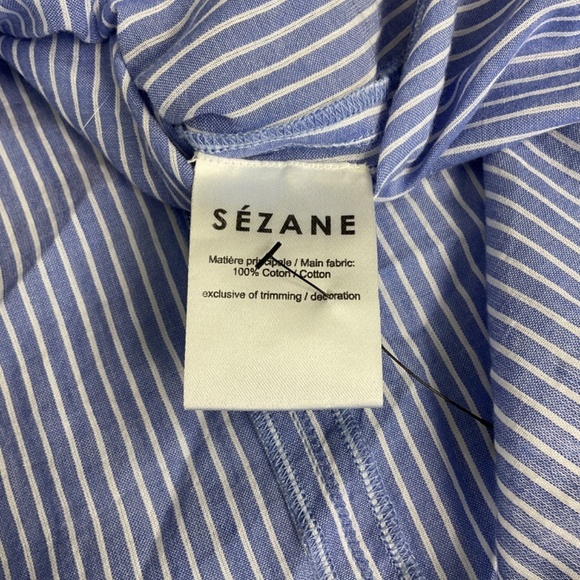 SÉZANE
Matière principale / Main fabric:
100% Coton / Cotton
exclusive of trimming / decoration